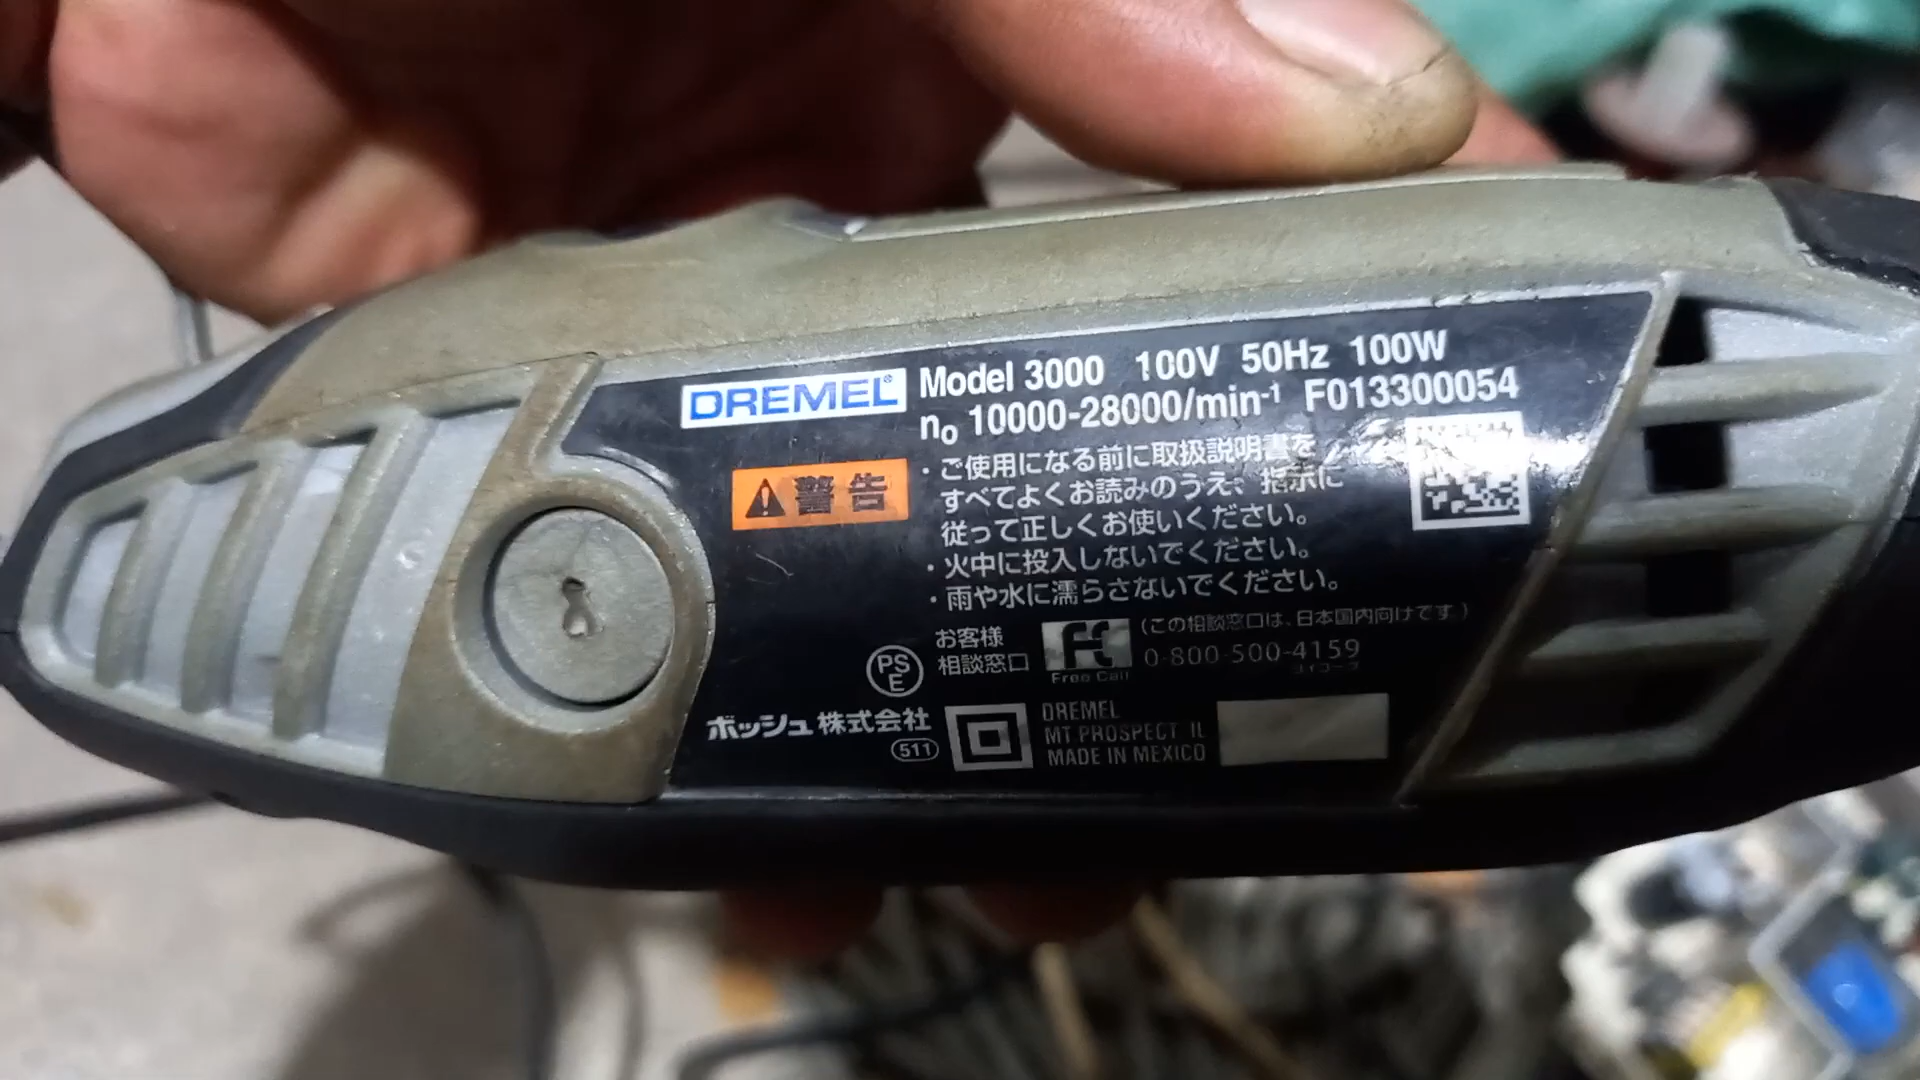 DREMEL®
Model 3000 100V 50Hz 100W
n₀ 10000-28000/min⁻¹ F013300054
警告
・ご使用になる前に取扱説明書を
すべてよくお読みのうえ、指示に
従って正しくお使いください。
・火中に投入しないでください。
・雨や水に濡らさないでください。
PS
E
お客様
相談窓口
Free Call
(この相談窓口は、日本国内向けです)
0-800-500-4159
ヨイコーグ
ボッシュ株式会社
511
DREMEL
MT.PROSPECT IL
MADE IN MEXICO